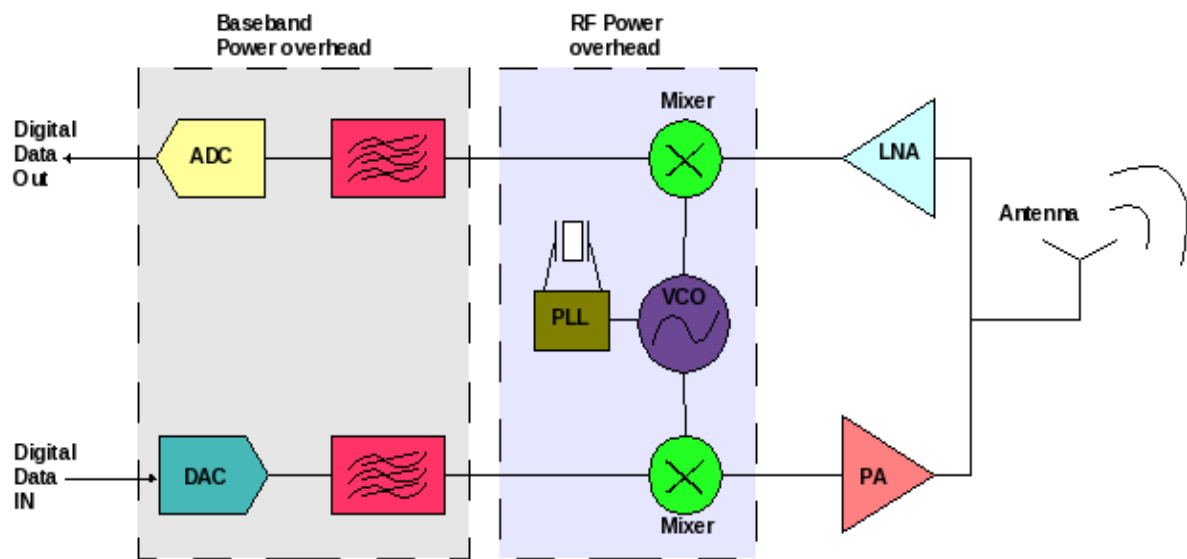 Baseband
Power overhead
RF Power
overhead
Mixer
Digital
Data
Out
ADC
LNA
Antenna
PLL
VCO
Digital
Data
IN
DAC
PA
Mixer